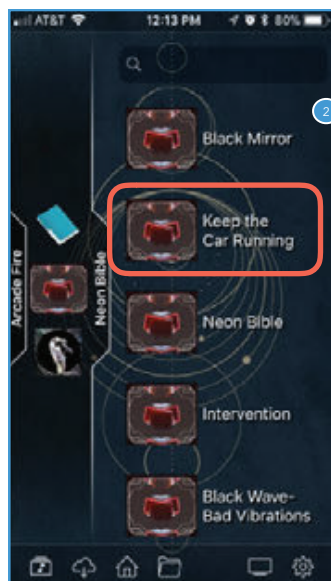 AT&T 12:13 PM 80%
2
Black Mirror
Keep the
Car Running
Arcade Fire
Neon Bible
Neon Bible
Intervention
Black Wave-
Bad Vibrations